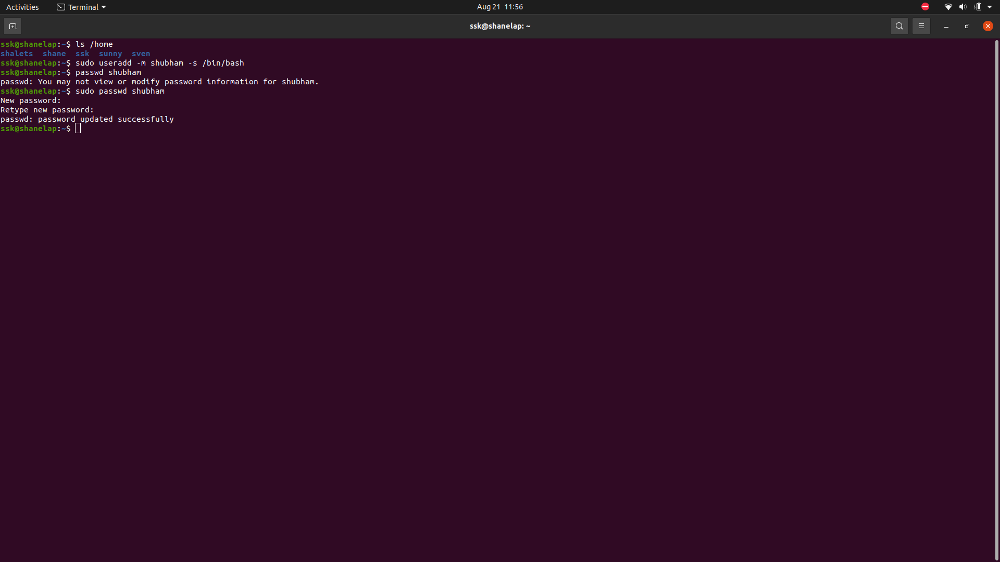 Activities Terminal Aug 21 11:56
ssk@shanelap: ~
ssk@shanelap:~$ ls /home
shalets shane ssk sunny sven
ssk@shanelap:~$ sudo useradd -m shubham -s /bin/bash
ssk@shanelap:~$ passwd shubham
passwd: You may not view or modify password information for shubham.
ssk@shanelap:~$ sudo passwd shubham
New password:
Retype new password:
passwd: password updated successfully
ssk@shanelap:~$